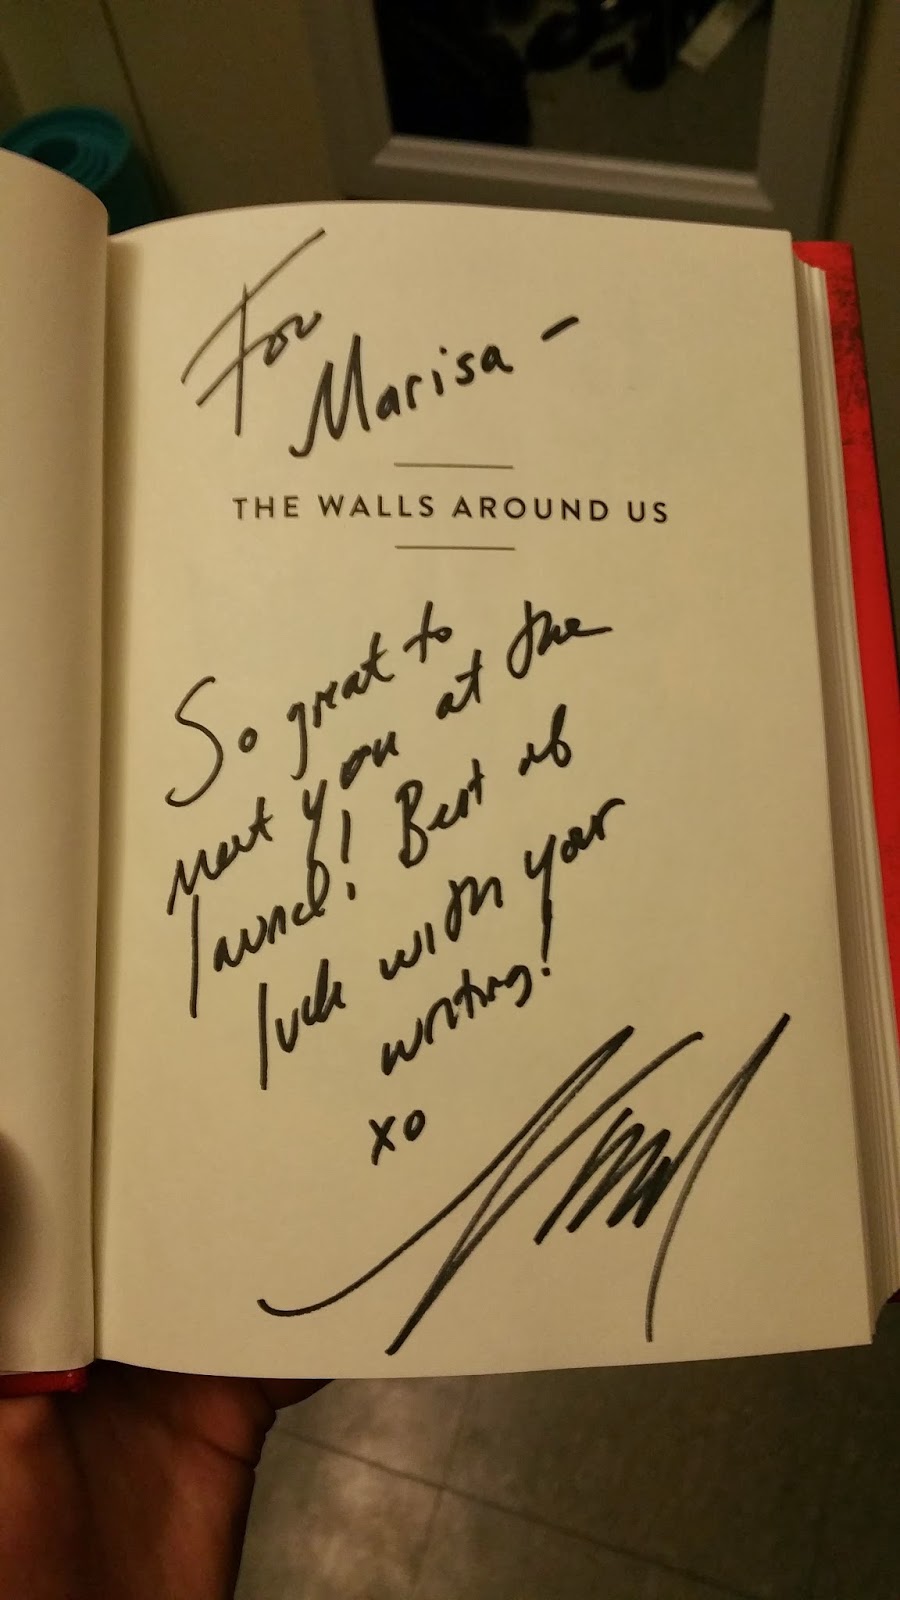 For
Marisa -
THE WALLS AROUND US
So great to
meet you at the
launch! Best of
luck with your
writing!
xo